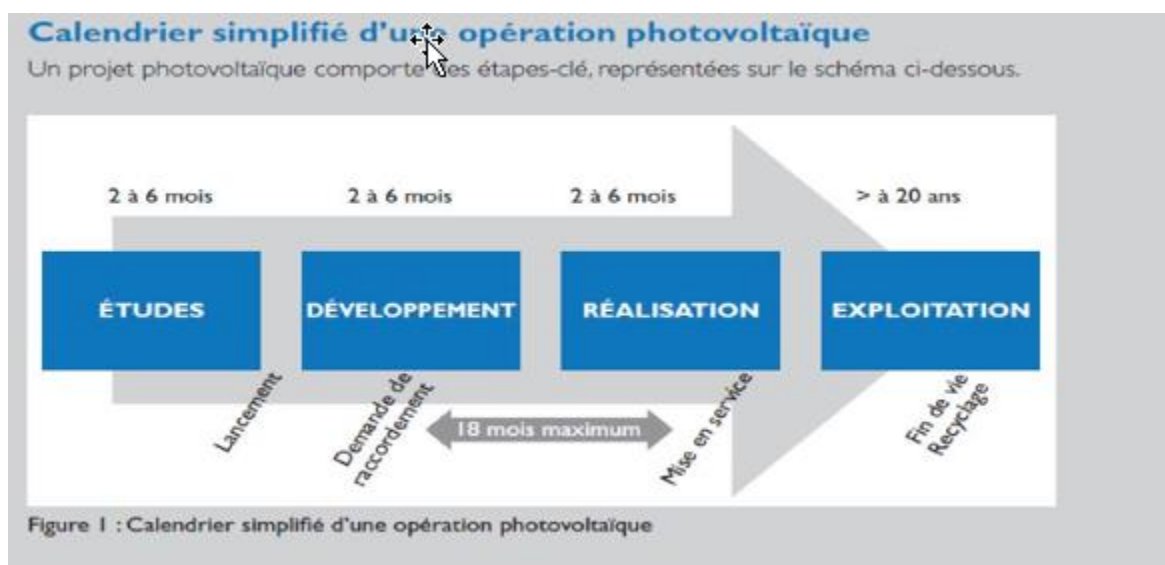 Calendrier simplifié d'une opération photovoltaïque
Un projet photovoltaïque comporte des étapes-clé, représentées sur le schéma ci-dessous.
2 à 6 mois
2 à 6 mois
2 à 6 mois
> à 20 ans
ÉTUDES
DÉVELOPPEMENT
RÉALISATION
EXPLOITATION
Lancement
Demande de
raccordement
18 mois maximum
Mise en service
Fin de vie
Recyclage
Figure 1 : Calendrier simplifié d'une opération photovoltaïque